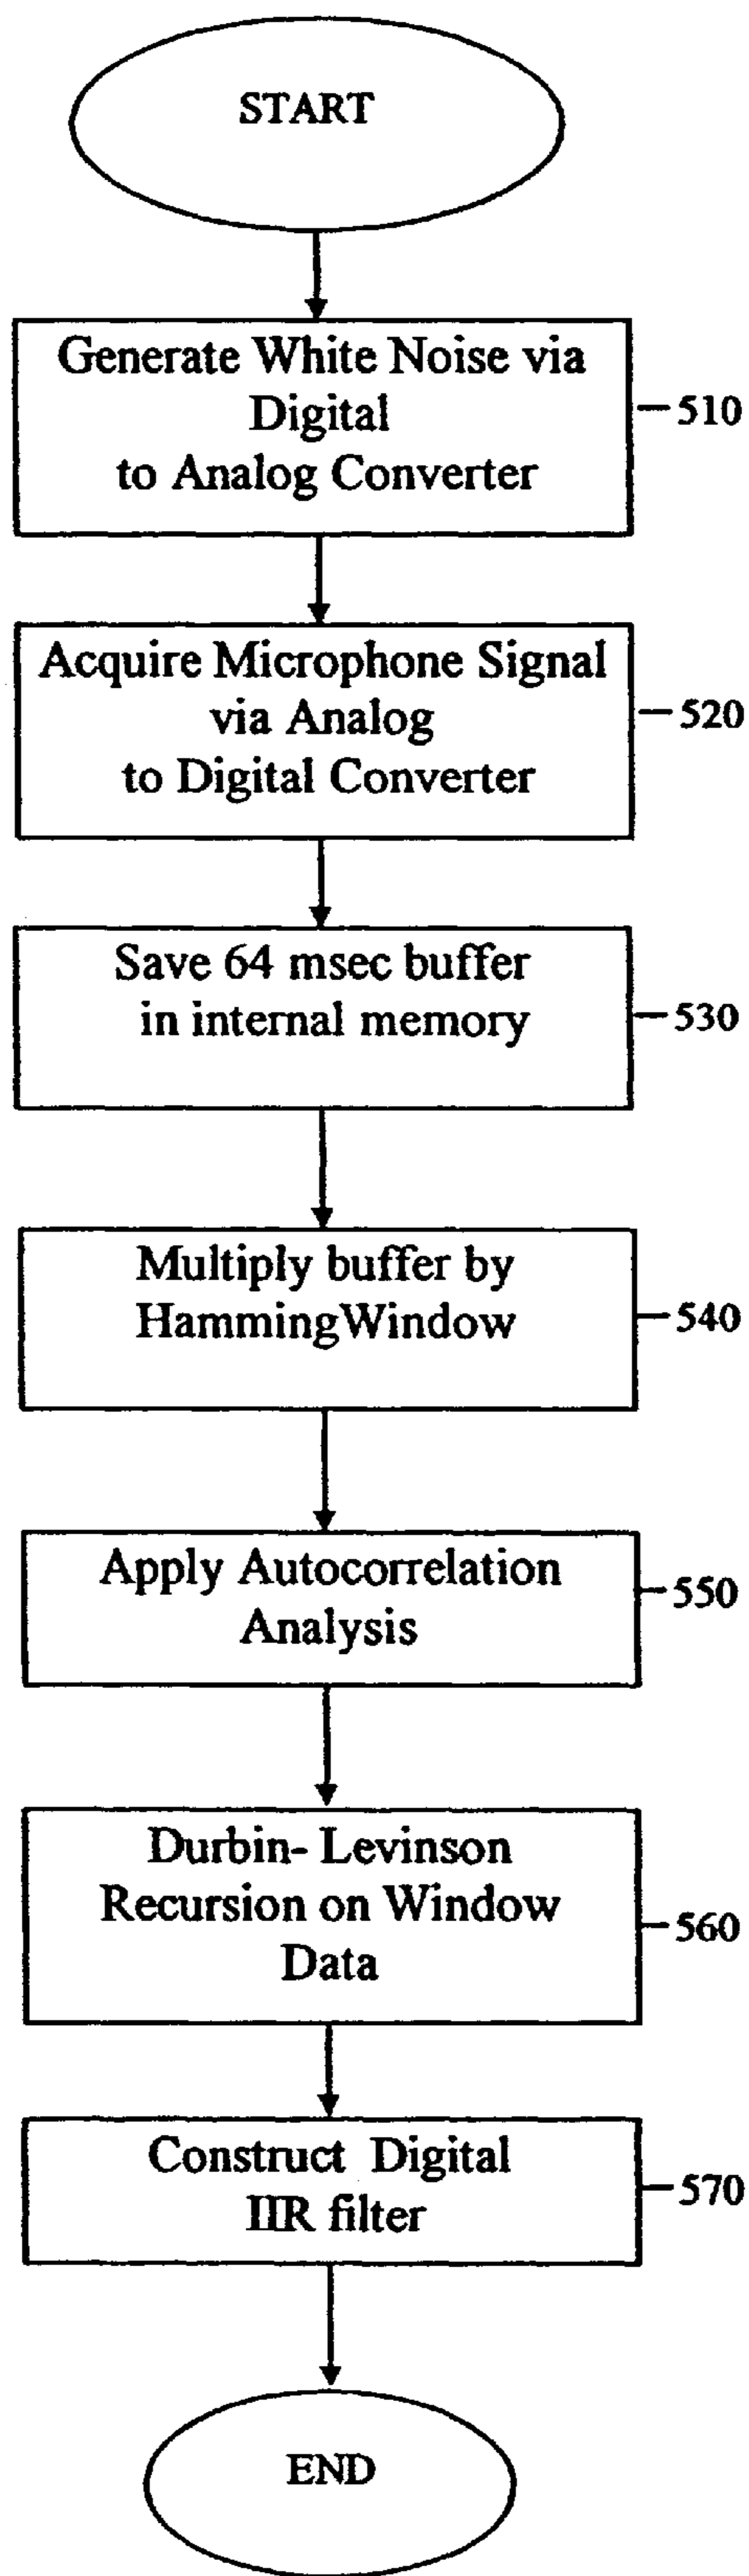 START
Generate White Noise via
Digital
to Analog Converter
510
Acquire Microphone Signal
via Analog
to Digital Converter
520
Save 64 msec buffer
in internal memory
530
Multiply buffer by
HammingWindow
540
Apply Autocorrelation
Analysis
550
Durbin- Levinson
Recursion on Window
Data
560
Construct Digital
IIR filter
570
END